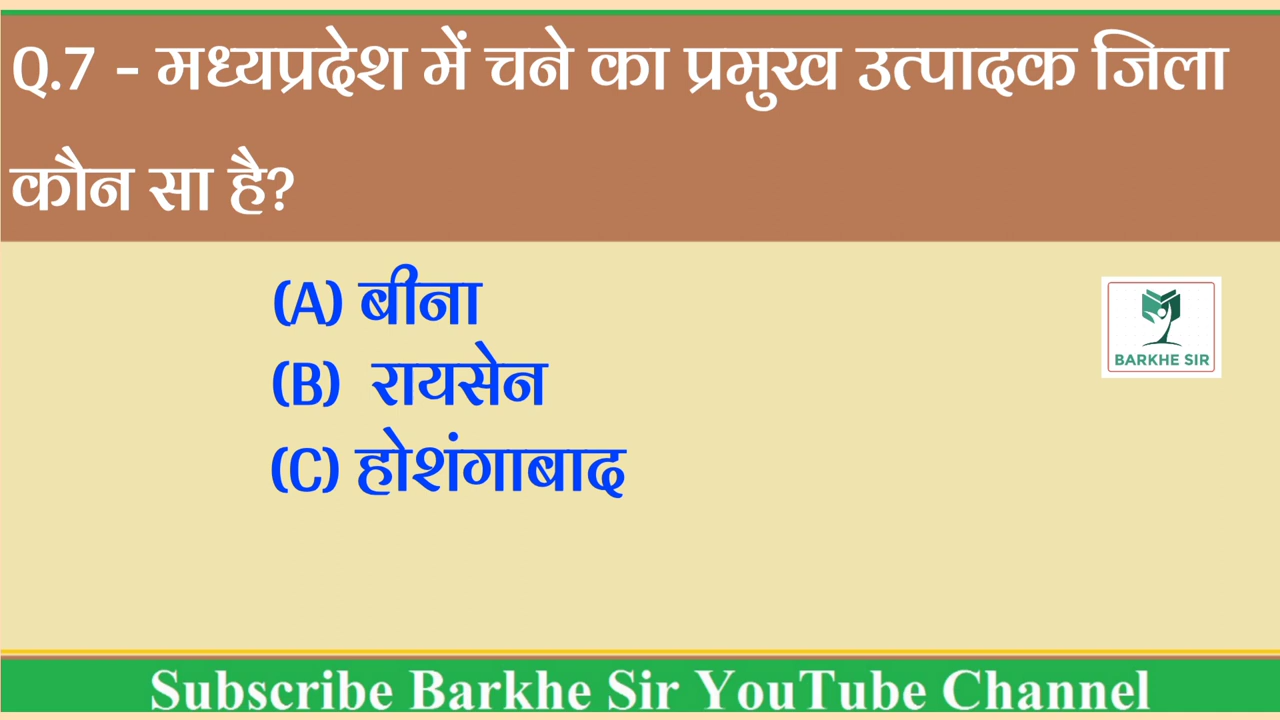 Q.7 - मध्यप्रदेश में चने का प्रमुख उत्पादक जिला
कौन सा है?
(A) बीना
(B) रायसेन
(C) होशंगाबाद
BARKHE SIR
Subscribe Barkhe Sir YouTube Channel